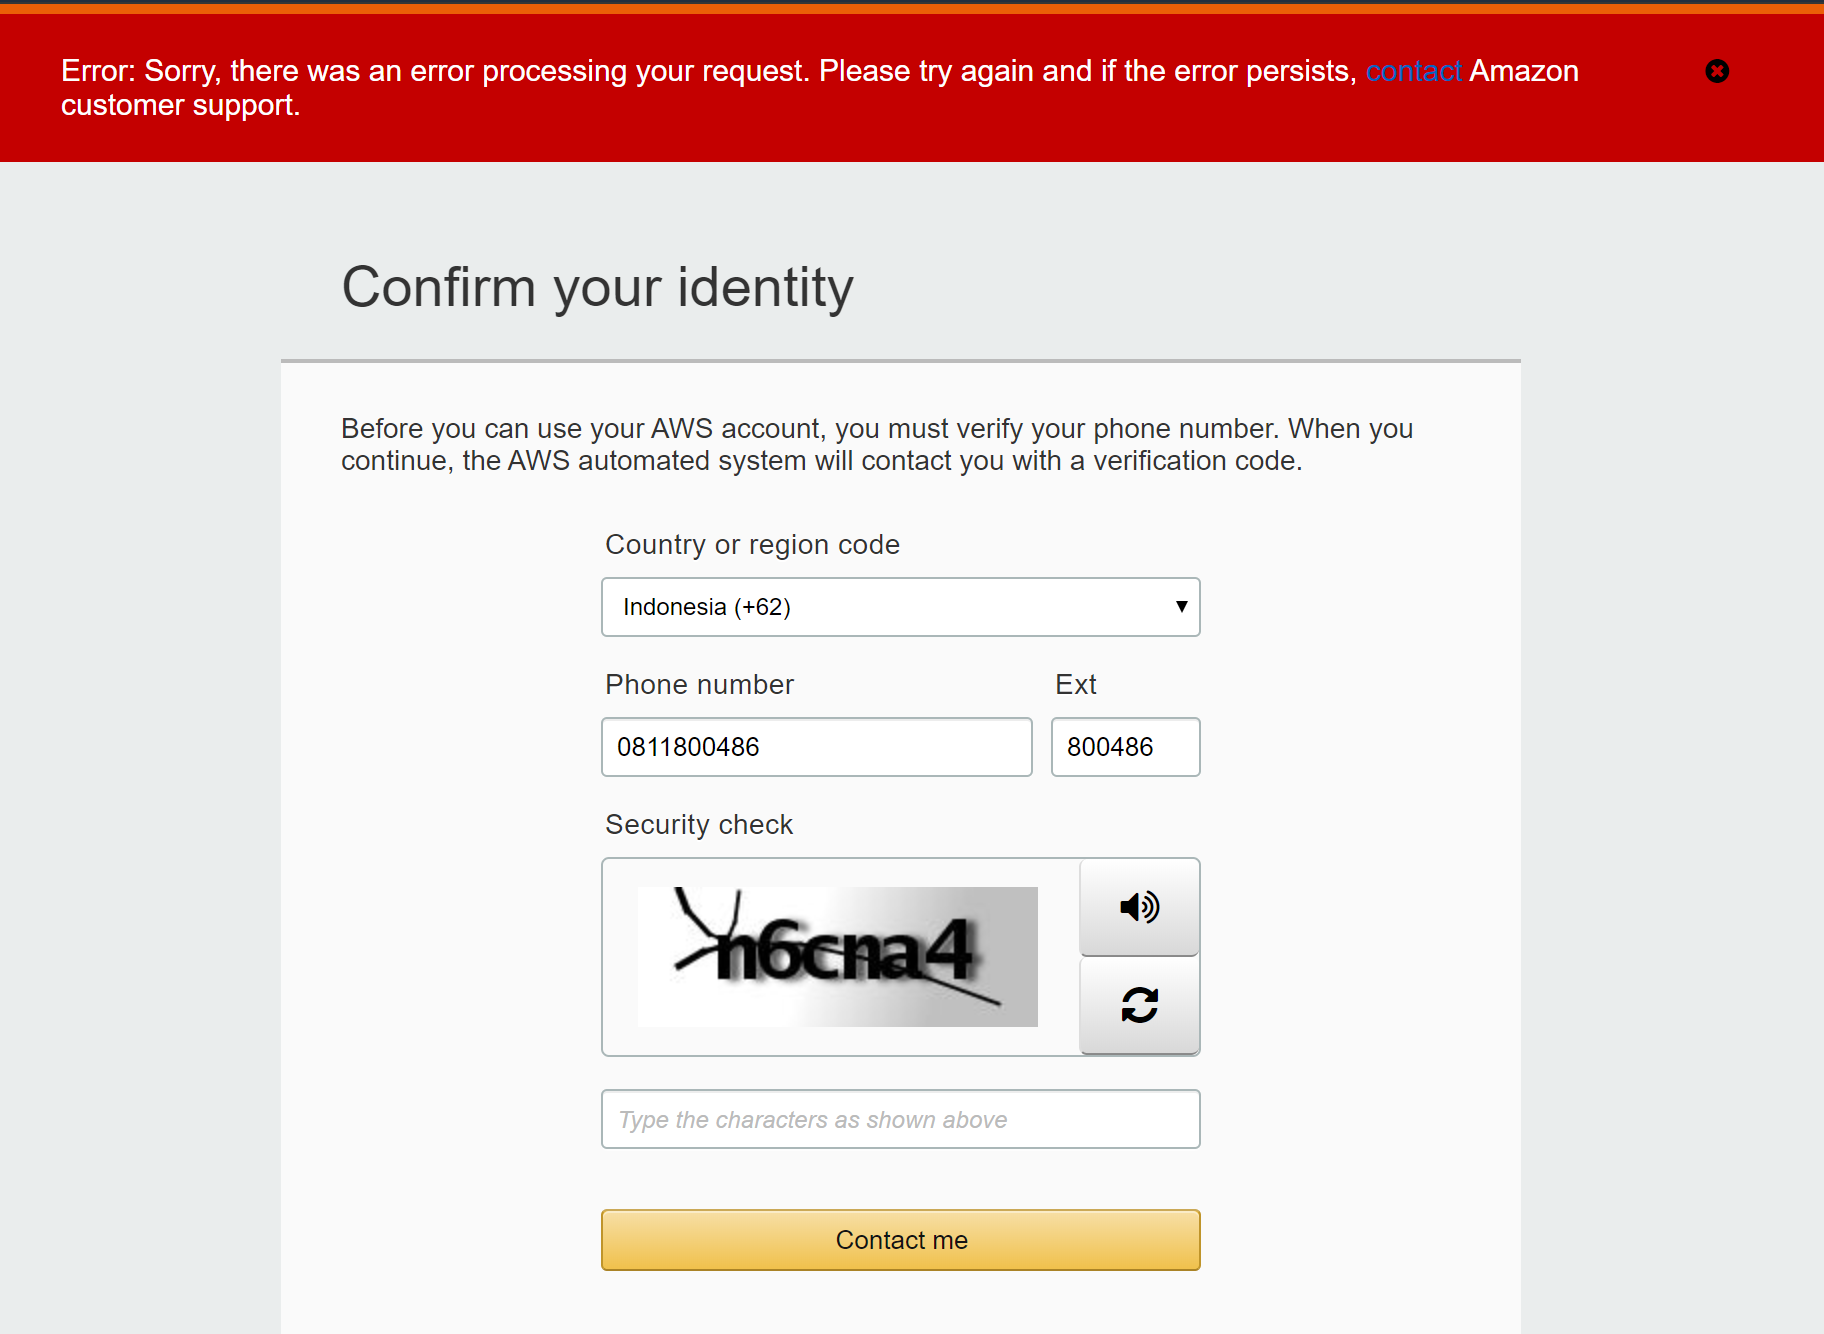 Error: Sorry, there was an error processing your request. Please try again and if the error persists, contact Amazon
customer support.
Confirm your identity
Before you can use your AWS account, you must verify your phone number. When you
continue, the AWS automated system will contact you with a verification code.
Country or region code
Indonesia (+62)
Phone number
Ext
0811800486
800486
Security check
n6cna4
Type the characters as shown above
Contact me